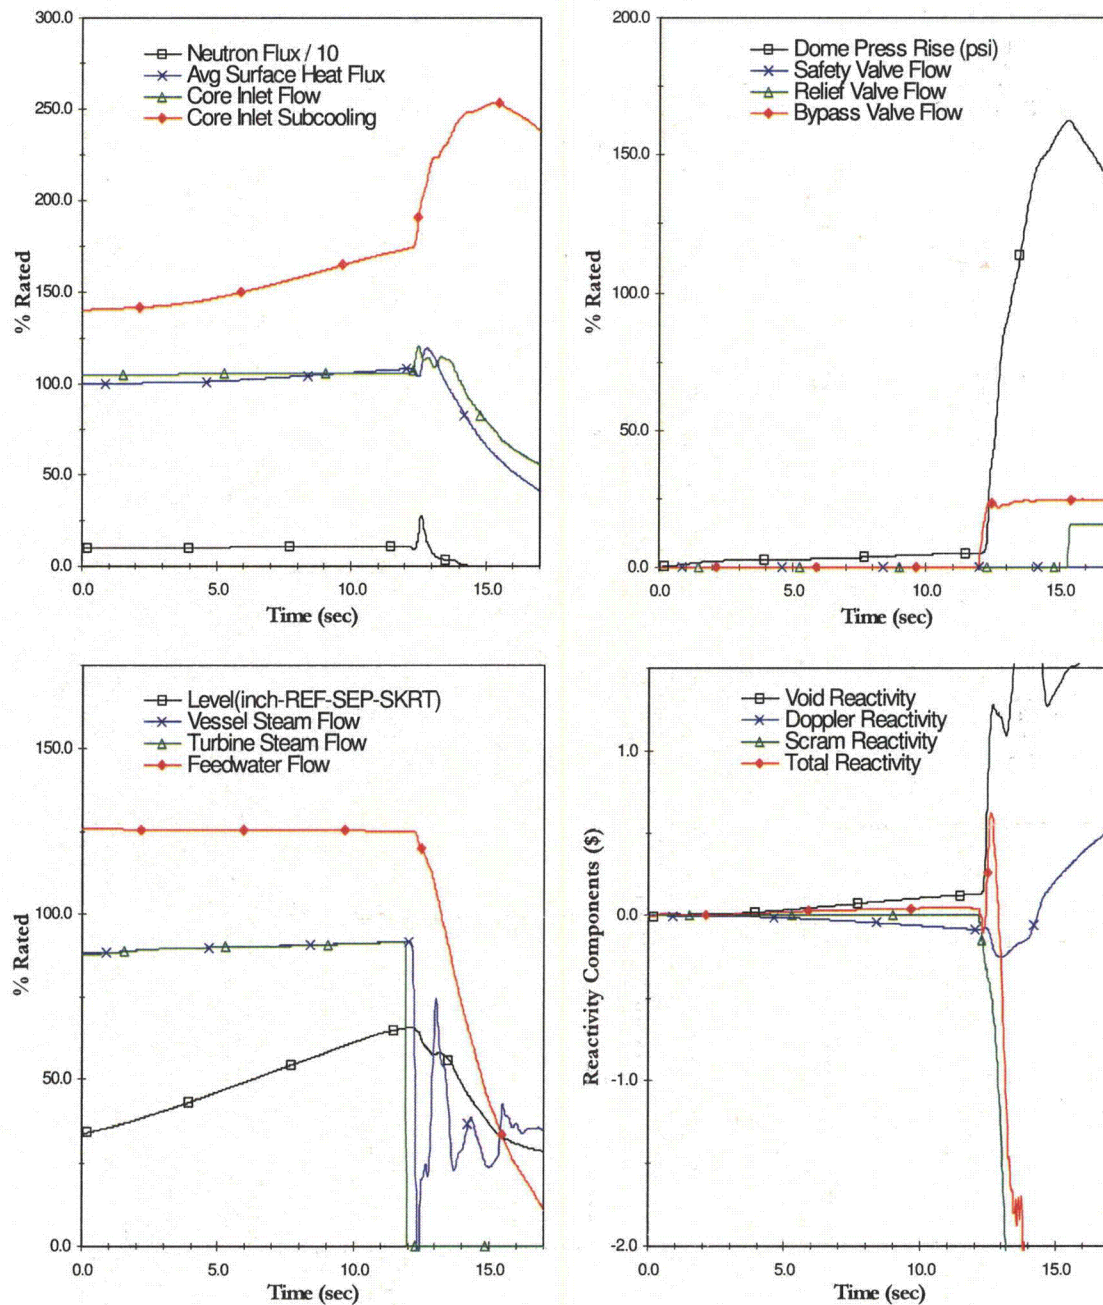 300.0
250.0
200.0
150.0
100.0
50.0
0.0
% Rated
Neutron Flux / 10
Avg Surface Heat Flux
Core Inlet Flow
Core Inlet Subcooling
0.0 5.0 10.0 15.0
Time (sec)
200.0
150.0
100.0
50.0
0.0
% Rated
Dome Press Rise (psi)
Safety Valve Flow
Relief Valve Flow
Bypass Valve Flow
0.0 5.0 10.0 15.0
Time (sec)
150.0
100.0
50.0
0.0
% Rated
Level(inch-REF-SEP-SKRT)
Vessel Steam Flow
Turbine Steam Flow
Feedwater Flow
0.0 5.0 10.0 15.0
Time (sec)
1.0
0.0
-1.0
-2.0
Reactivity Components ($)
Void Reactivity
Doppler Reactivity
Scram Reactivity
Total Reactivity
0.0 5.0 10.0 15.0
Time (sec)